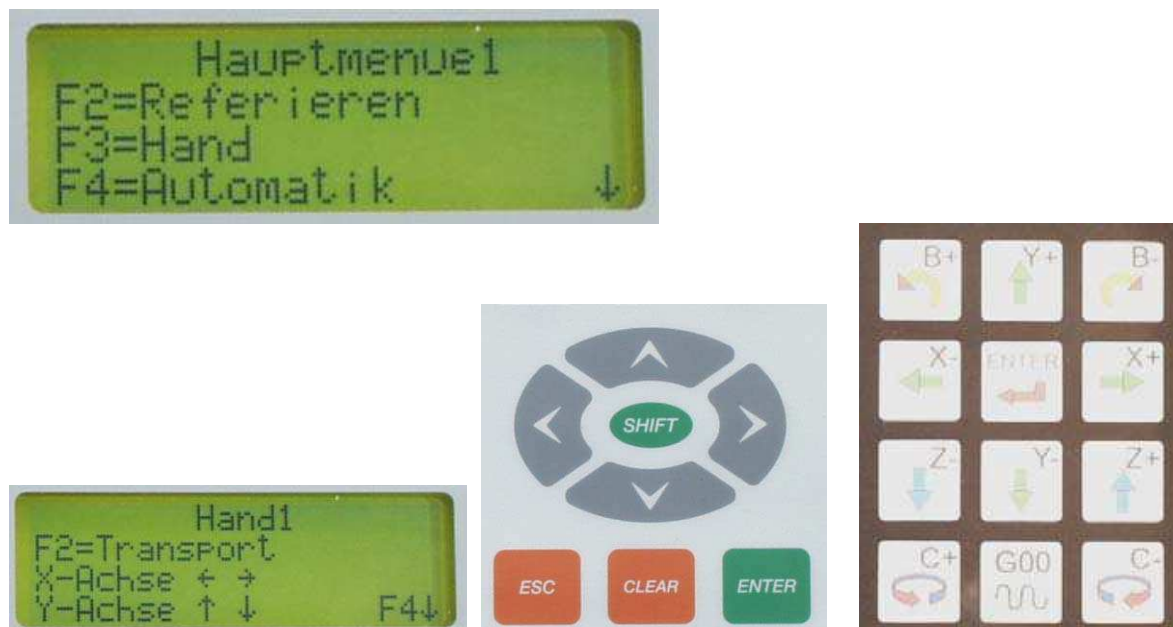 Hauptmenue1
F2=Referieren
F3=Hand
F4=Automatik ↓
Hand1
F2=Transport
X-Achse ← →
Y-Achse ↑ ↓ F4↓
SHIFT
ESC CLEAR ENTER
B+ Y+ B-
X- ENTER X+
Z- Y- Z+
C+ G00 C-